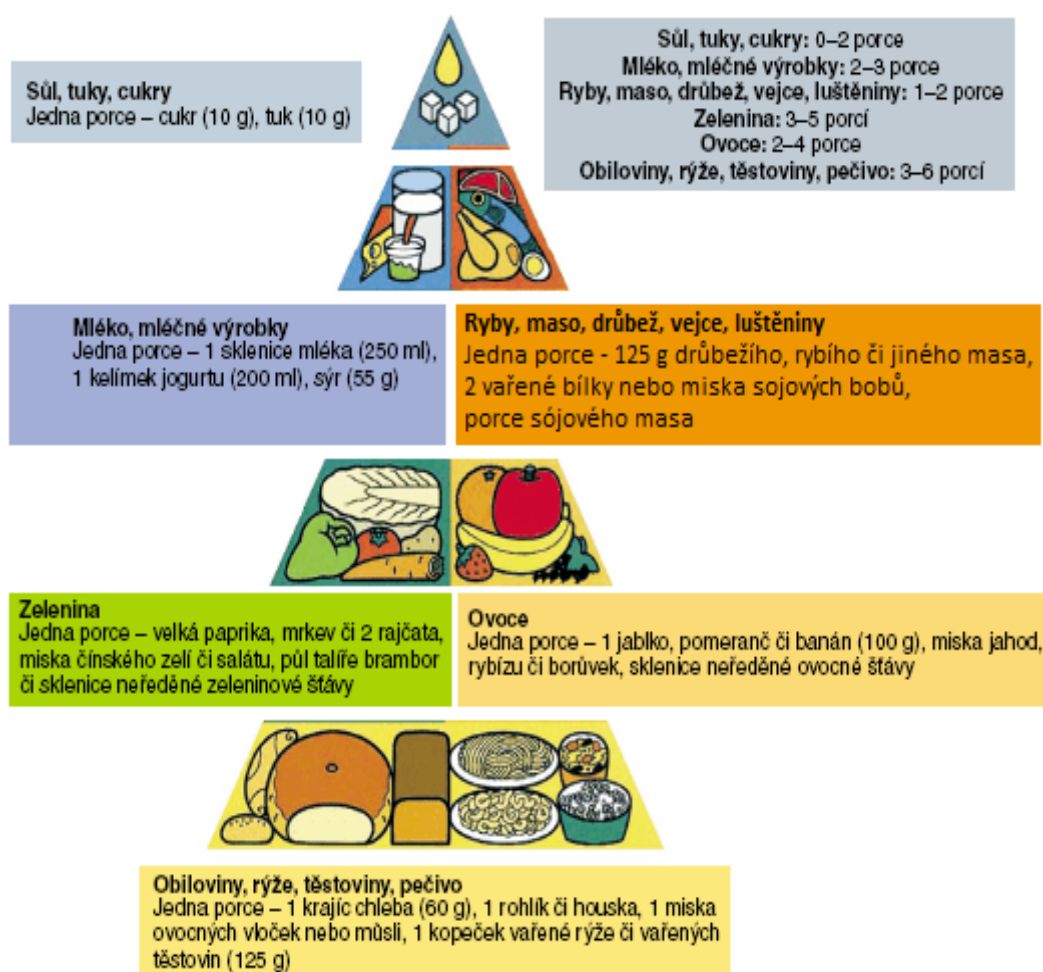 Sůl, tuky, cukry
Jedna porce – cukr (10 g), tuk (10 g)
Sůl, tuky, cukry: 0–2 porce
Mléko, mléčné výrobky: 2–3 porce
Ryby, maso, drůbež, vejce, luštěniny: 1–2 porce
Zelenina: 3–5 porcí
Ovoce: 2–4 porce
Obiloviny, rýže, těstoviny, pečivo: 3–6 porcí
Mléko, mléčné výrobky
Jedna porce – 1 sklenice mléka (250 ml),
1 kelímek jogurtu (200 ml), sýr (55 g)
Ryby, maso, drůbež, vejce, luštěniny
Jedna porce - 125 g drůbežího, rybího či jiného masa,
2 vařené bílky nebo miska sojových bobů,
porce sójového masa
Zelenina
Jedna porce – velká paprika, mrkev či 2 rajčata,
miska čínského zelí či salátu, půl talíře brambor
či sklenice neředěné zeleninové šťávy
Ovoce
Jedna porce – 1 jablko, pomeranč či banán (100 g), miska jahod,
rybízu či borůvek, sklenice neředěné ovocné šťávy
Obiloviny, rýže, těstoviny, pečivo
Jedna porce – 1 krajíc chleba (60 g), 1 rohlík či houska, 1 miska
ovocných vloček nebo műsli, 1 kopeček vařené rýže či vařených
těstovin (125 g)